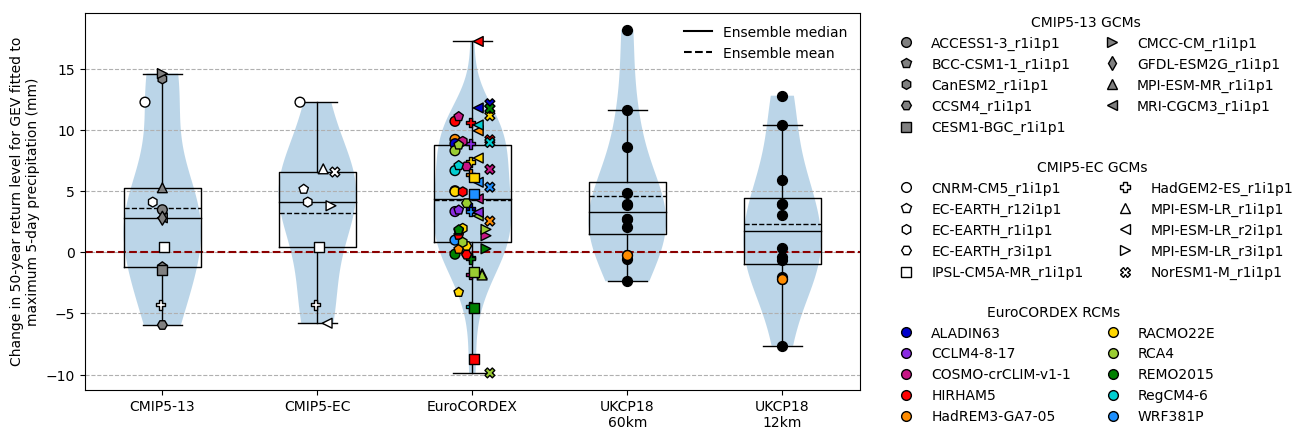 Change in 50-year return level for GEV fitted to
maximum 5-day precipitation (mm)
15
10
5
0
−5
−10
Ensemble median
Ensemble mean
CMIP5-13
CMIP5-EC
EuroCORDEX
UKCP18
60km
UKCP18
12km
CMIP5-13 GCMs
ACCESS1-3_r1i1p1
BCC-CSM1-1_r1i1p1
CanESM2_r1i1p1
CCSM4_r1i1p1
CESM1-BGC_r1i1p1
CMCC-CM_r1i1p1
GFDL-ESM2G_r1i1p1
MPI-ESM-MR_r1i1p1
MRI-CGCM3_r1i1p1
CMIP5-EC GCMs
CNRM-CM5_r1i1p1
EC-EARTH_r12i1p1
EC-EARTH_r1i1p1
EC-EARTH_r3i1p1
IPSL-CM5A-MR_r1i1p1
HadGEM2-ES_r1i1p1
MPI-ESM-LR_r1i1p1
MPI-ESM-LR_r2i1p1
MPI-ESM-LR_r3i1p1
NorESM1-M_r1i1p1
EuroCORDEX RCMs
ALADIN63
CCLM4-8-17
COSMO-crCLIM-v1-1
HIRHAM5
HadREM3-GA7-05
RACMO22E
RCA4
REMO2015
RegCM4-6
WRF381P